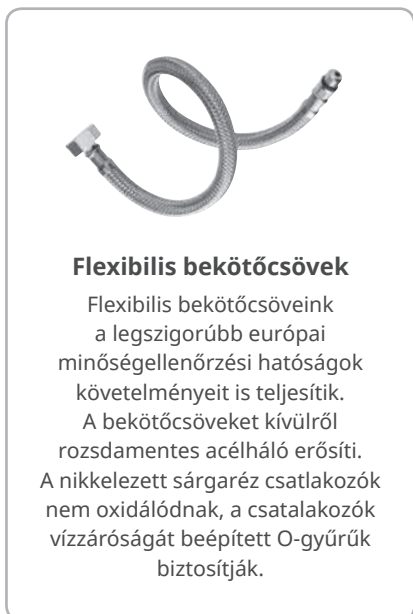 Flexibilis bekötőcsövek
Flexibilis bekötőcsöveink
a legszigorúbb európai
minőségellenőrzési hatóságok
követelményeit is teljesítik.
A bekötőcsöveket kívülről
rozsdamentes acélháló erősíti.
A nikkelezett sárgaréz csatlakozók
nem oxidálódnak, a csatalakozók
vízzáróságát beépített O-gyűrűk
biztosítják.